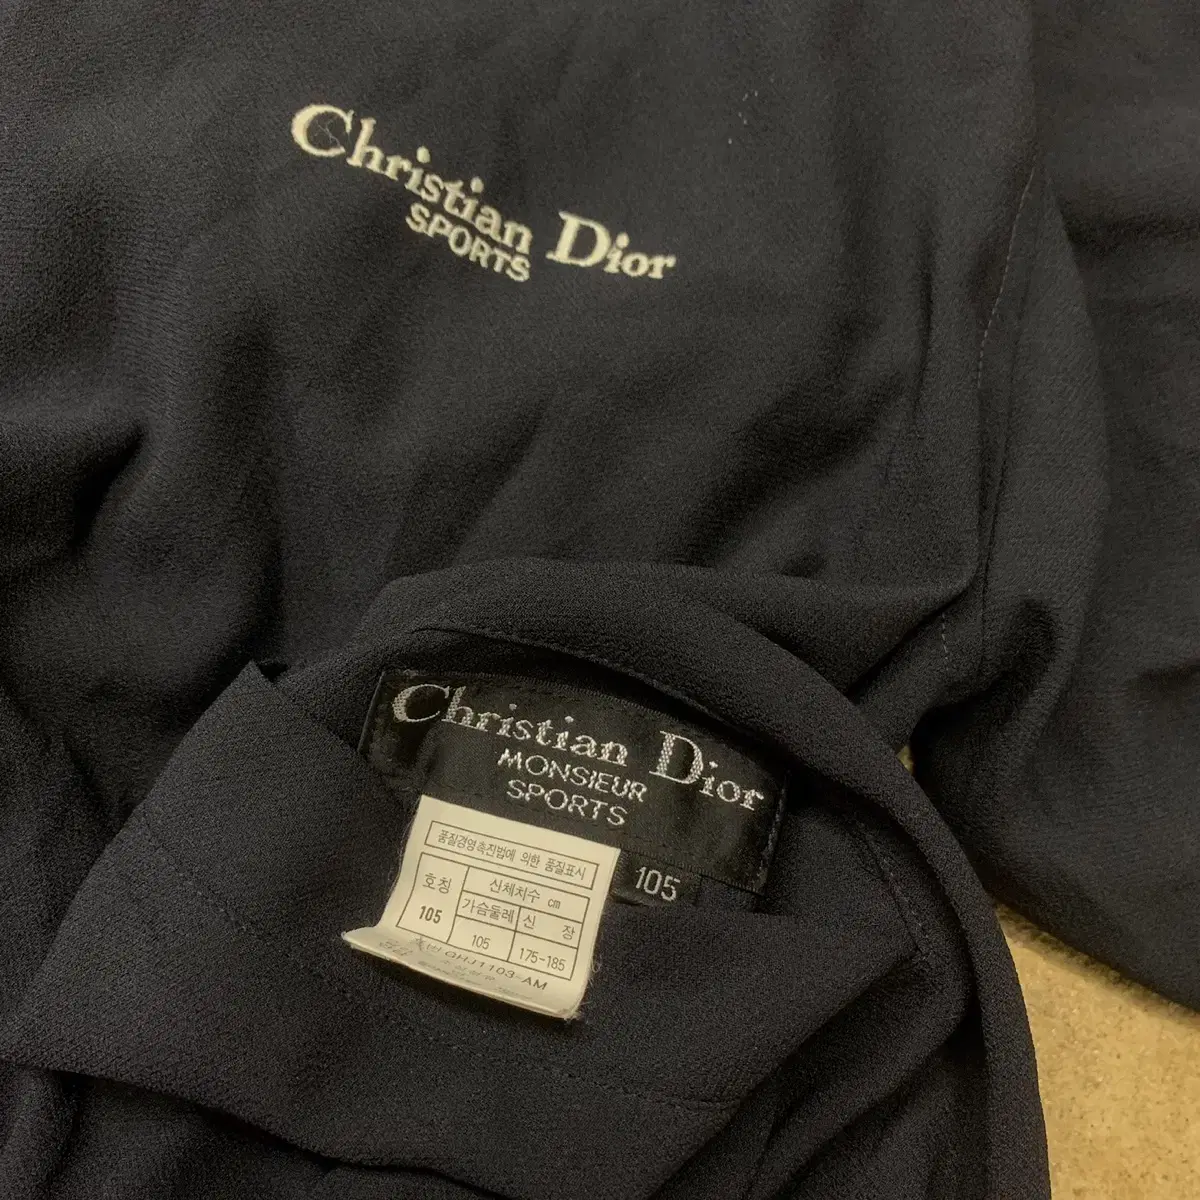 Christian Dior
SPORTS
Christian Dior
MONSIEUR
SPORTS
105
품질경영촉진법에 의한 품질표시
호칭 신체치수 cm
가슴둘레 신 장
105 105 175-185
GHJ1103-AM